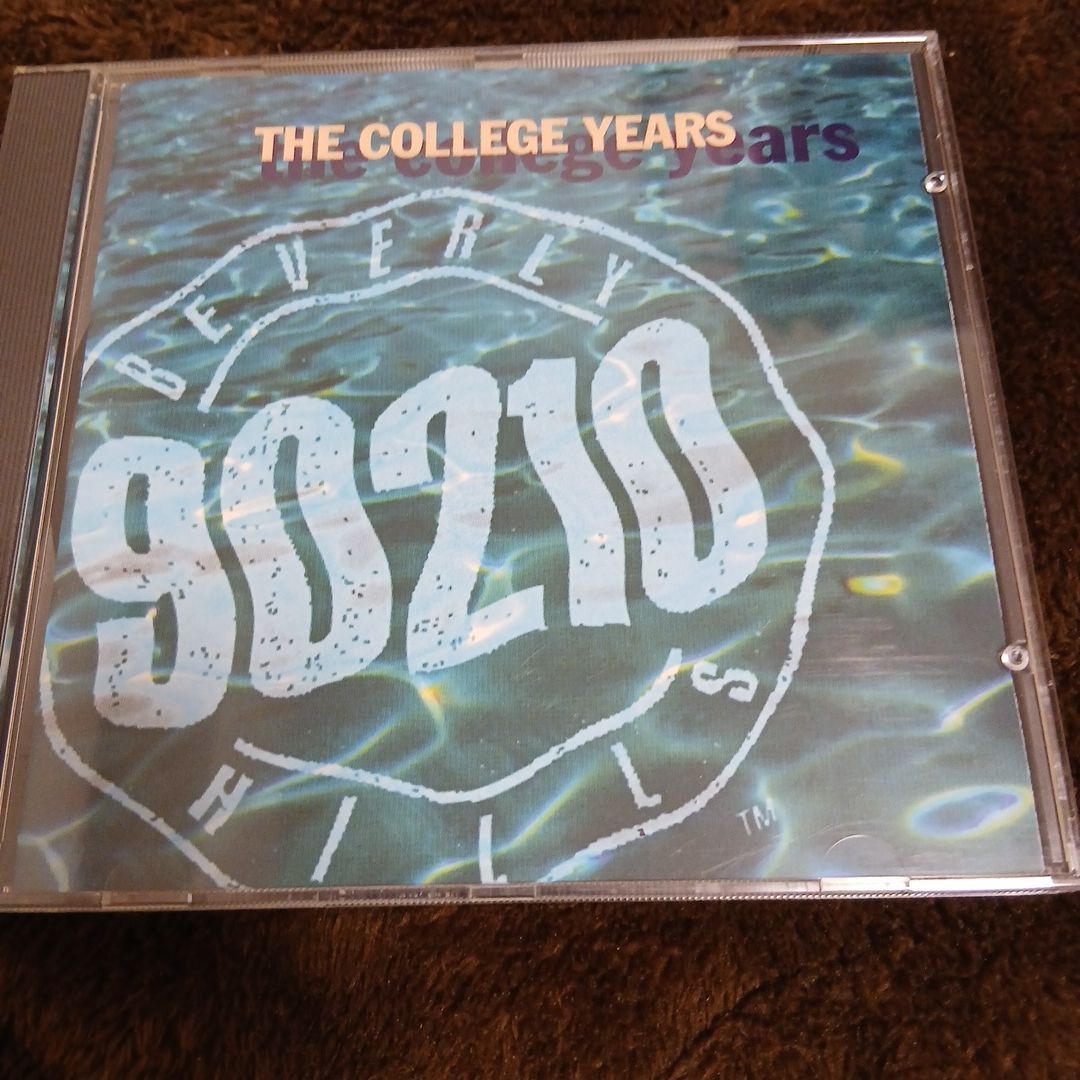 THE COLLEGE YEARS
the college years
BEVERLY
90210
HILLS
TM